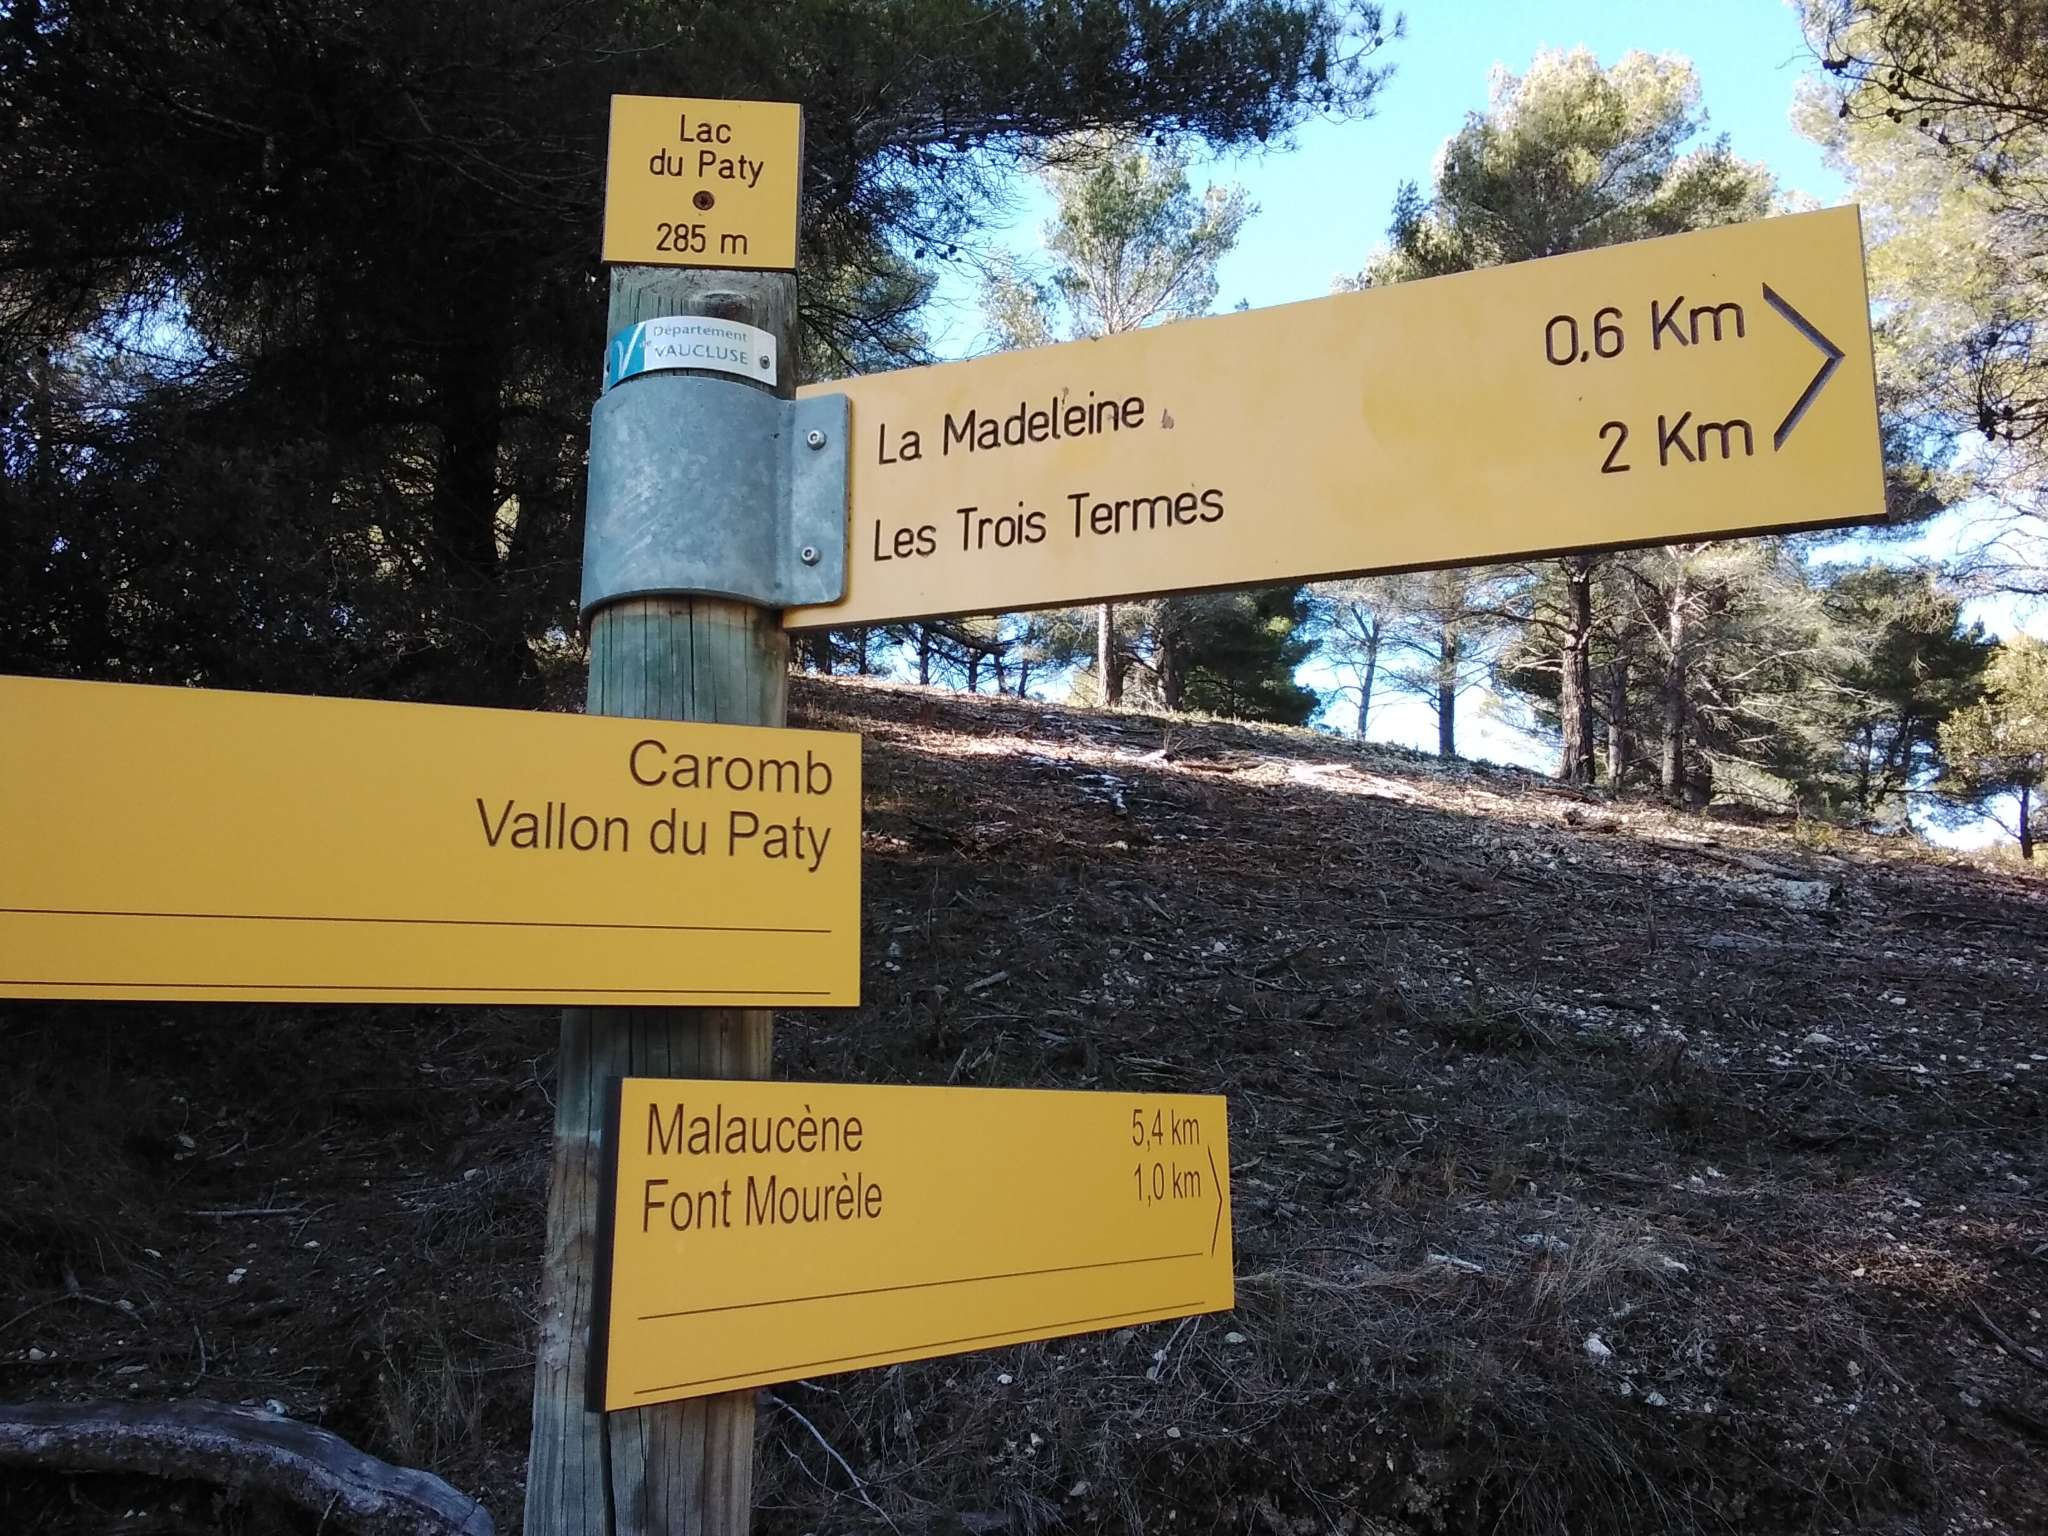 Lac
du Paty
285 m
Département
de VAUCLUSE
La Madeleine 0,6 Km
Les Trois Termes 2 Km
Caromb
Vallon du Paty
Malaucène 5,4 km
Font Mourèle 1,0 km